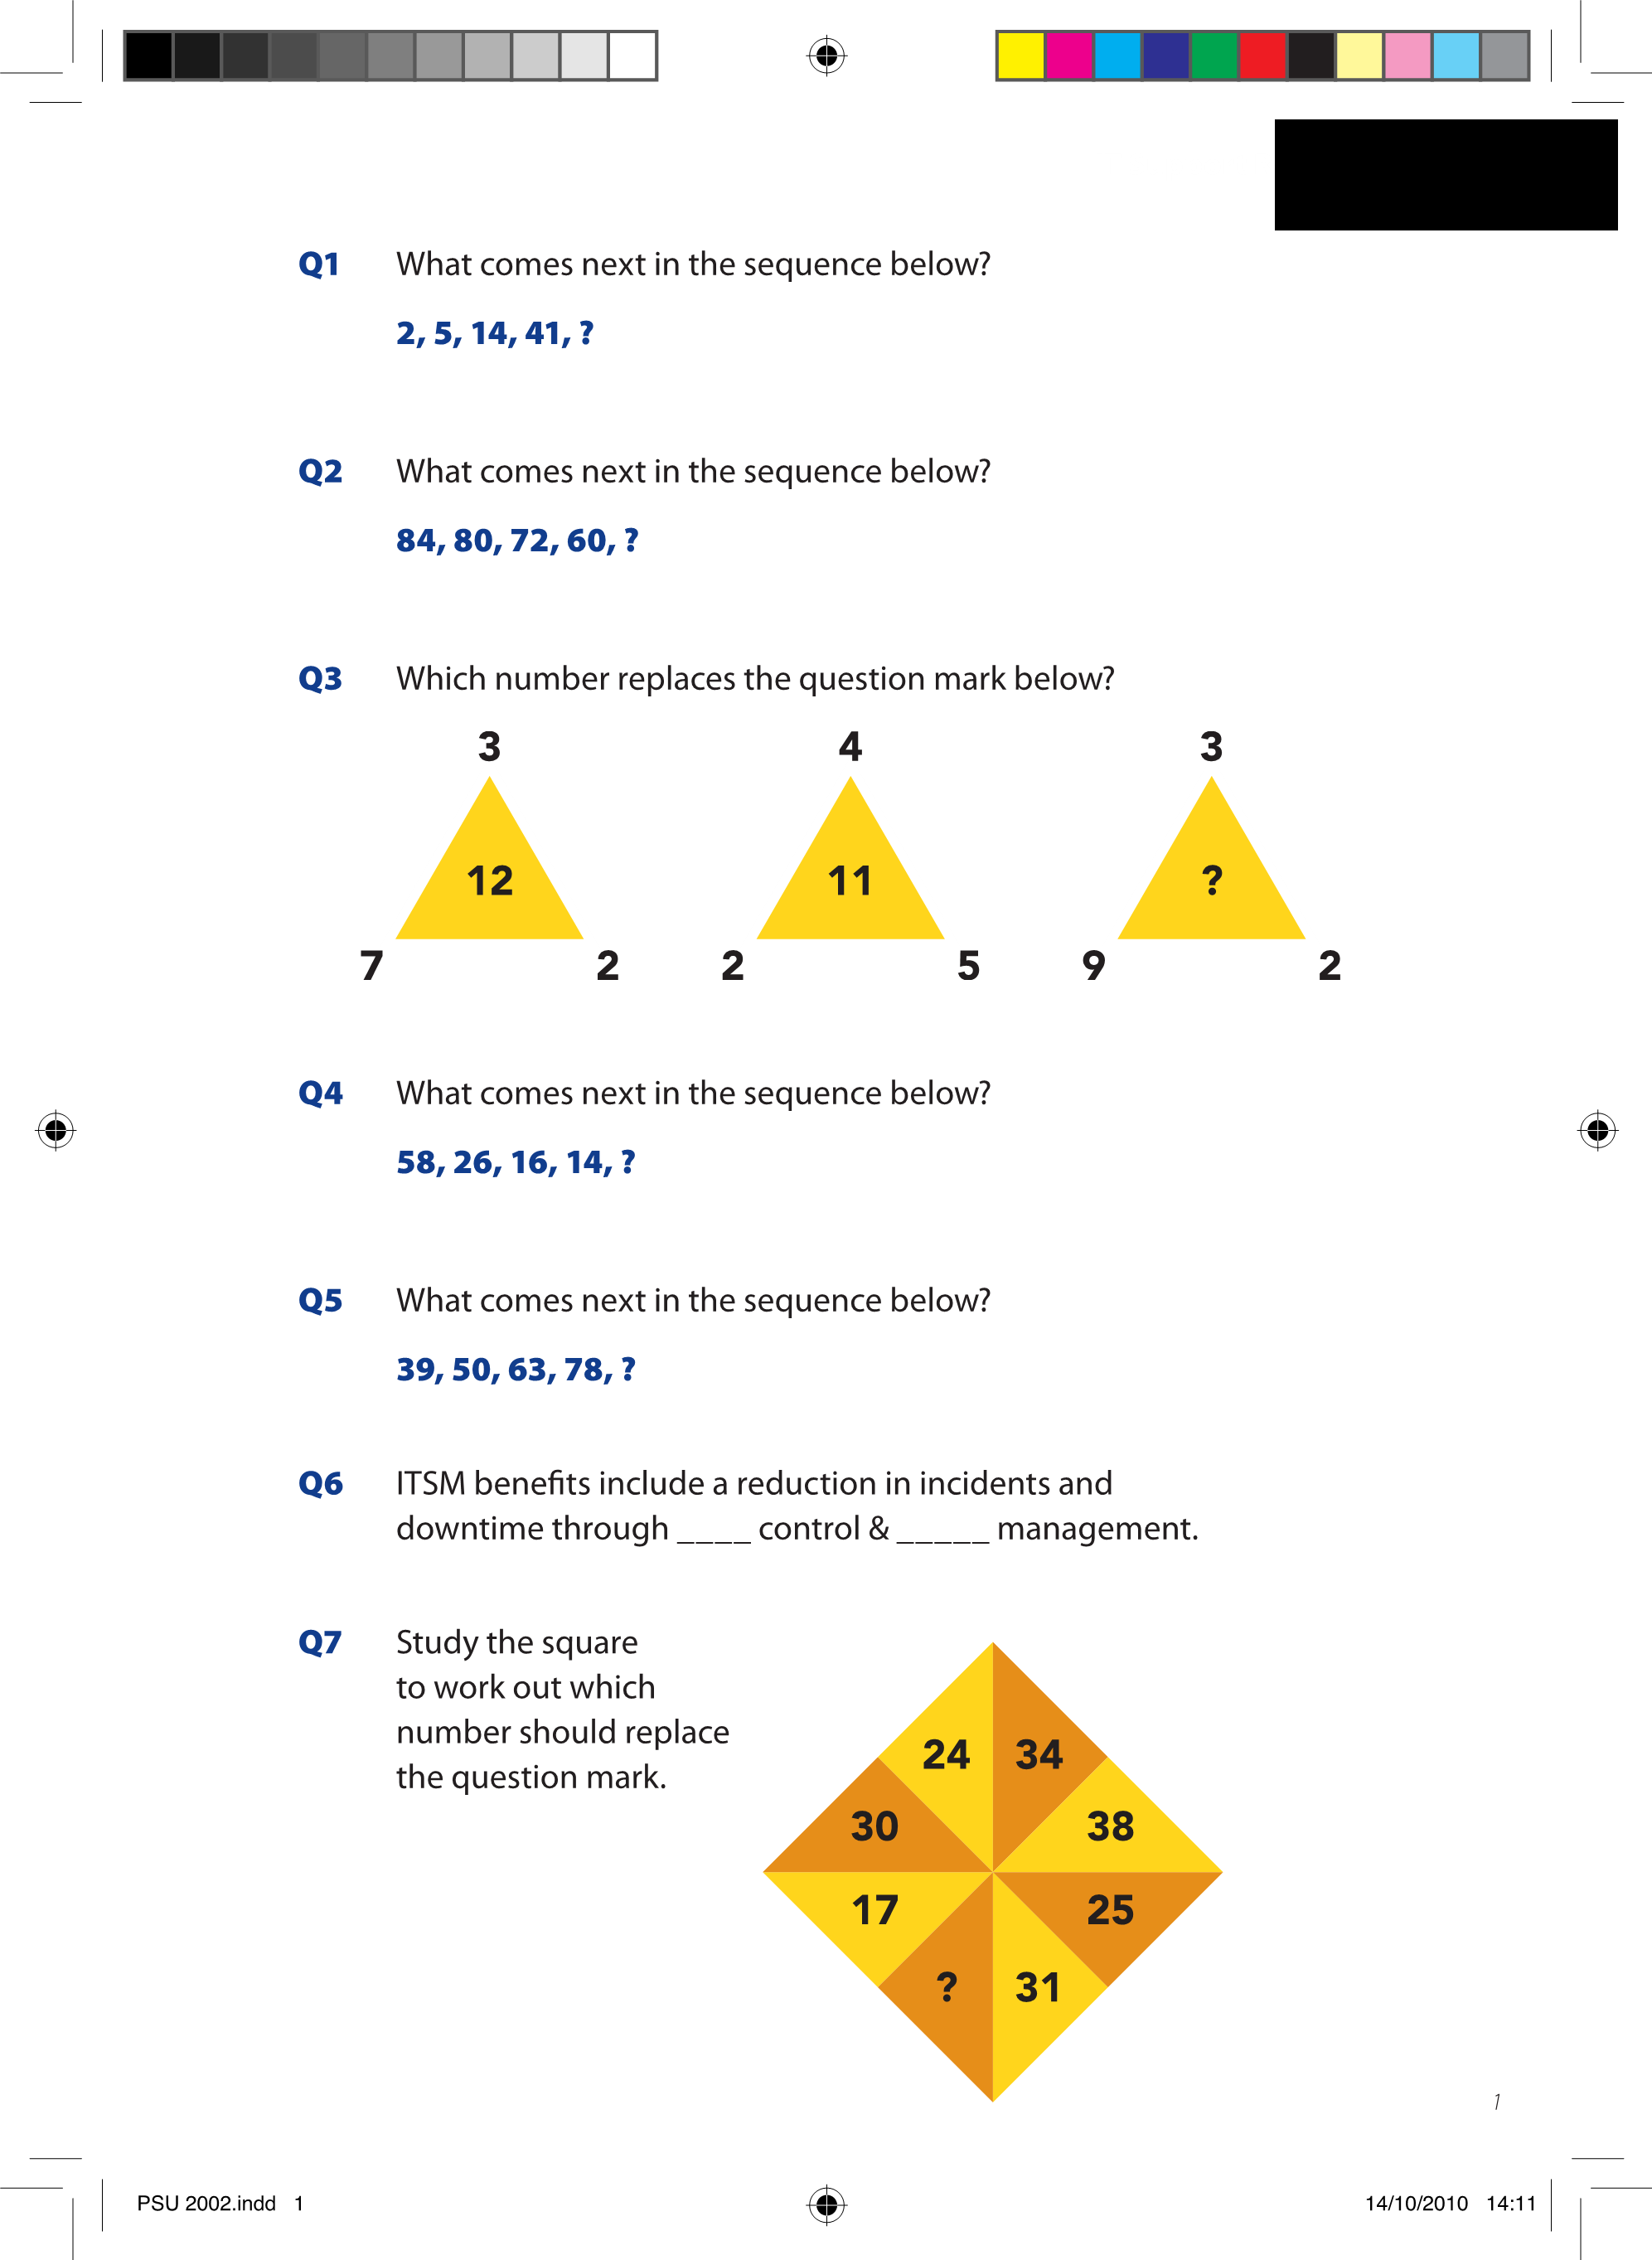 Q1 What comes next in the sequence below?
2, 5, 14, 41, ?
Q2 What comes next in the sequence below?
84, 80, 72, 60, ?
Q3 Which number replaces the question mark below?
3 4 3
12 11 ?
7 2 2 5 9 2
Q4 What comes next in the sequence below?
58, 26, 16, 14, ?
Q5 What comes next in the sequence below?
39, 50, 63, 78, ?
Q6 ITSM benefits include a reduction in incidents and
downtime through ____ control & _____ management.
Q7 Study the square
to work out which
number should replace
the question mark.
24 34
30 38
17 25
? 31
1
PSU 2002.indd 1 14/10/2010 14:11